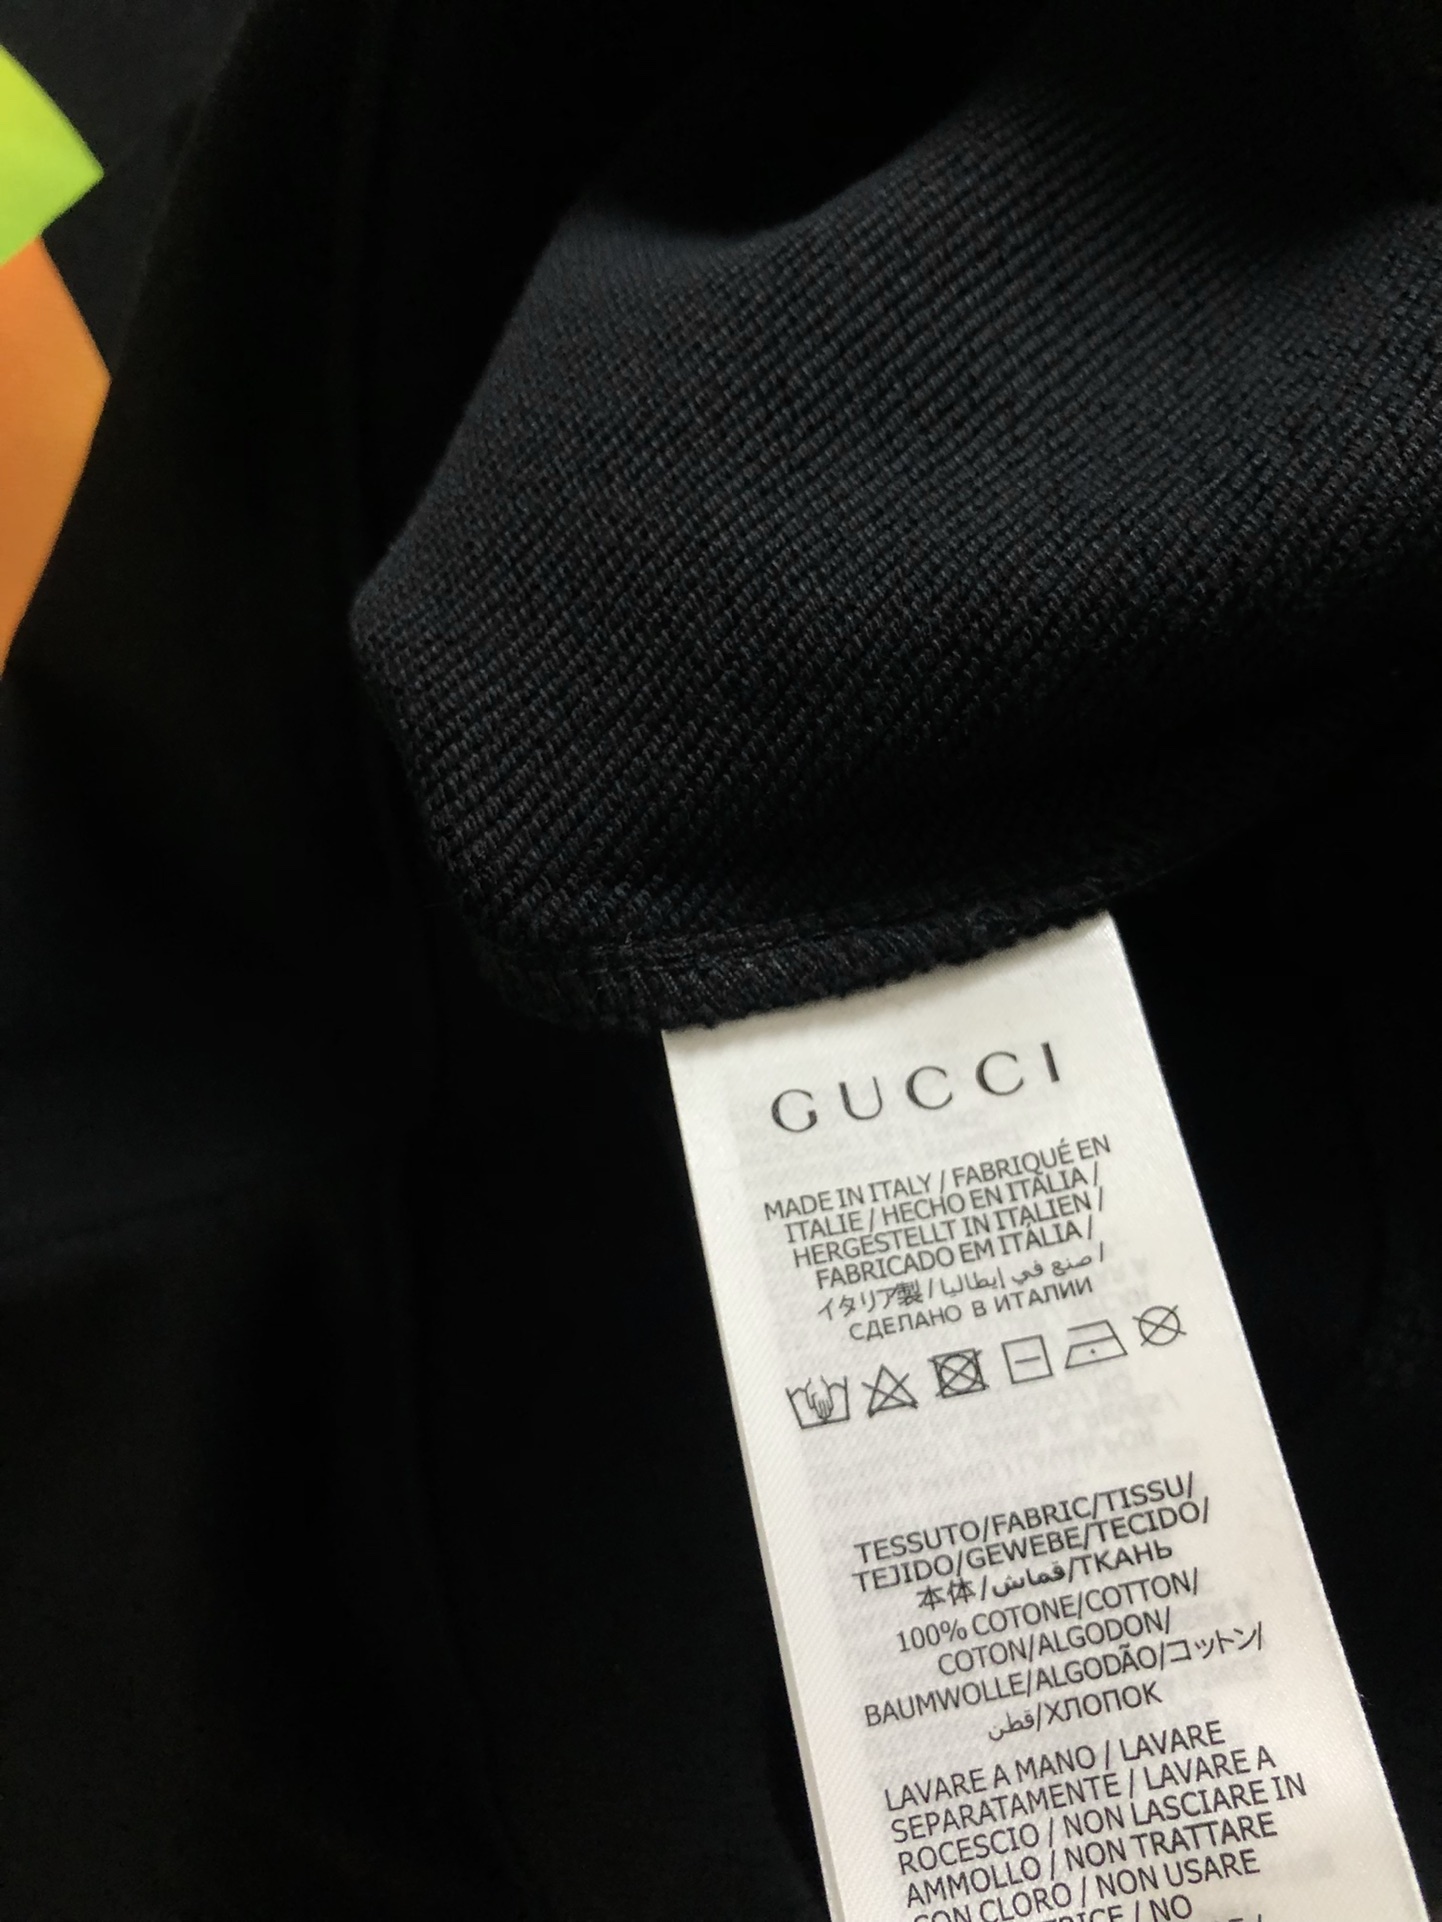 GUCCI
MADE IN ITALY / FABRIQUÉ EN
ITALIE / HECHO EN ITALIA /
HERGESTELLT IN ITALIEN /
FABRICADO EM ITÁLIA /
イタリア製 / صنع في إيطاليا /
СДЕЛАНО В ИТАЛИИ
TESSUTO/FABRIC/TISSU/
TEJIDO/GEWEBE/TECIDO/
本体/قماش/ТКАНЬ
100% COTONE/COTTON/
COTON/ALGODON/
BAUMWOLLE/ALGODÃO/コットン/
قطن/ХЛОПОК
LAVARE A MANO / LAVARE
SEPARATAMENTE / LAVARE A
ROCESCIO / NON LASCIARE IN
AMMOLLO / NON TRATTARE
CON CLORO / NON USARE
/ NO